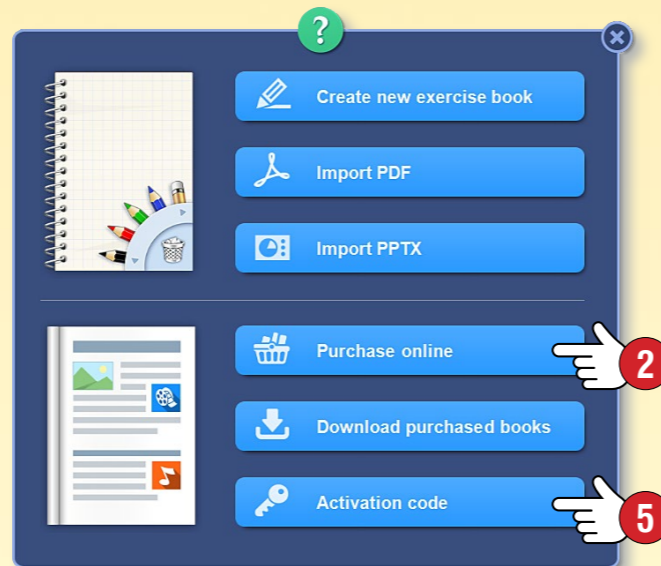 ?
Create new exercise book
Import PDF
Import PPTX
Purchase online
2
Download purchased books
Activation code
5